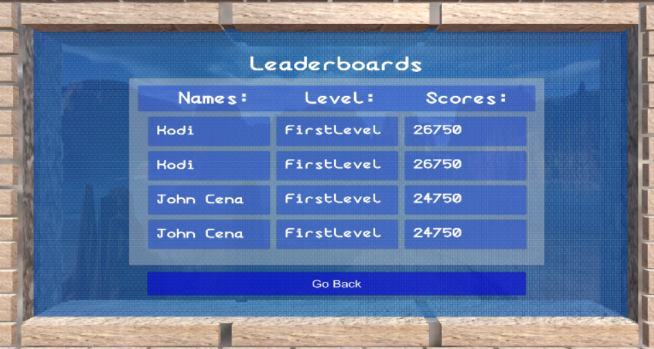 Leaderboards
Names: Level: Scores:
Kodi FirstLevel 26750
Kodi FirstLevel 26750
John Cena FirstLevel 24750
John Cena FirstLevel 24750
Go Back